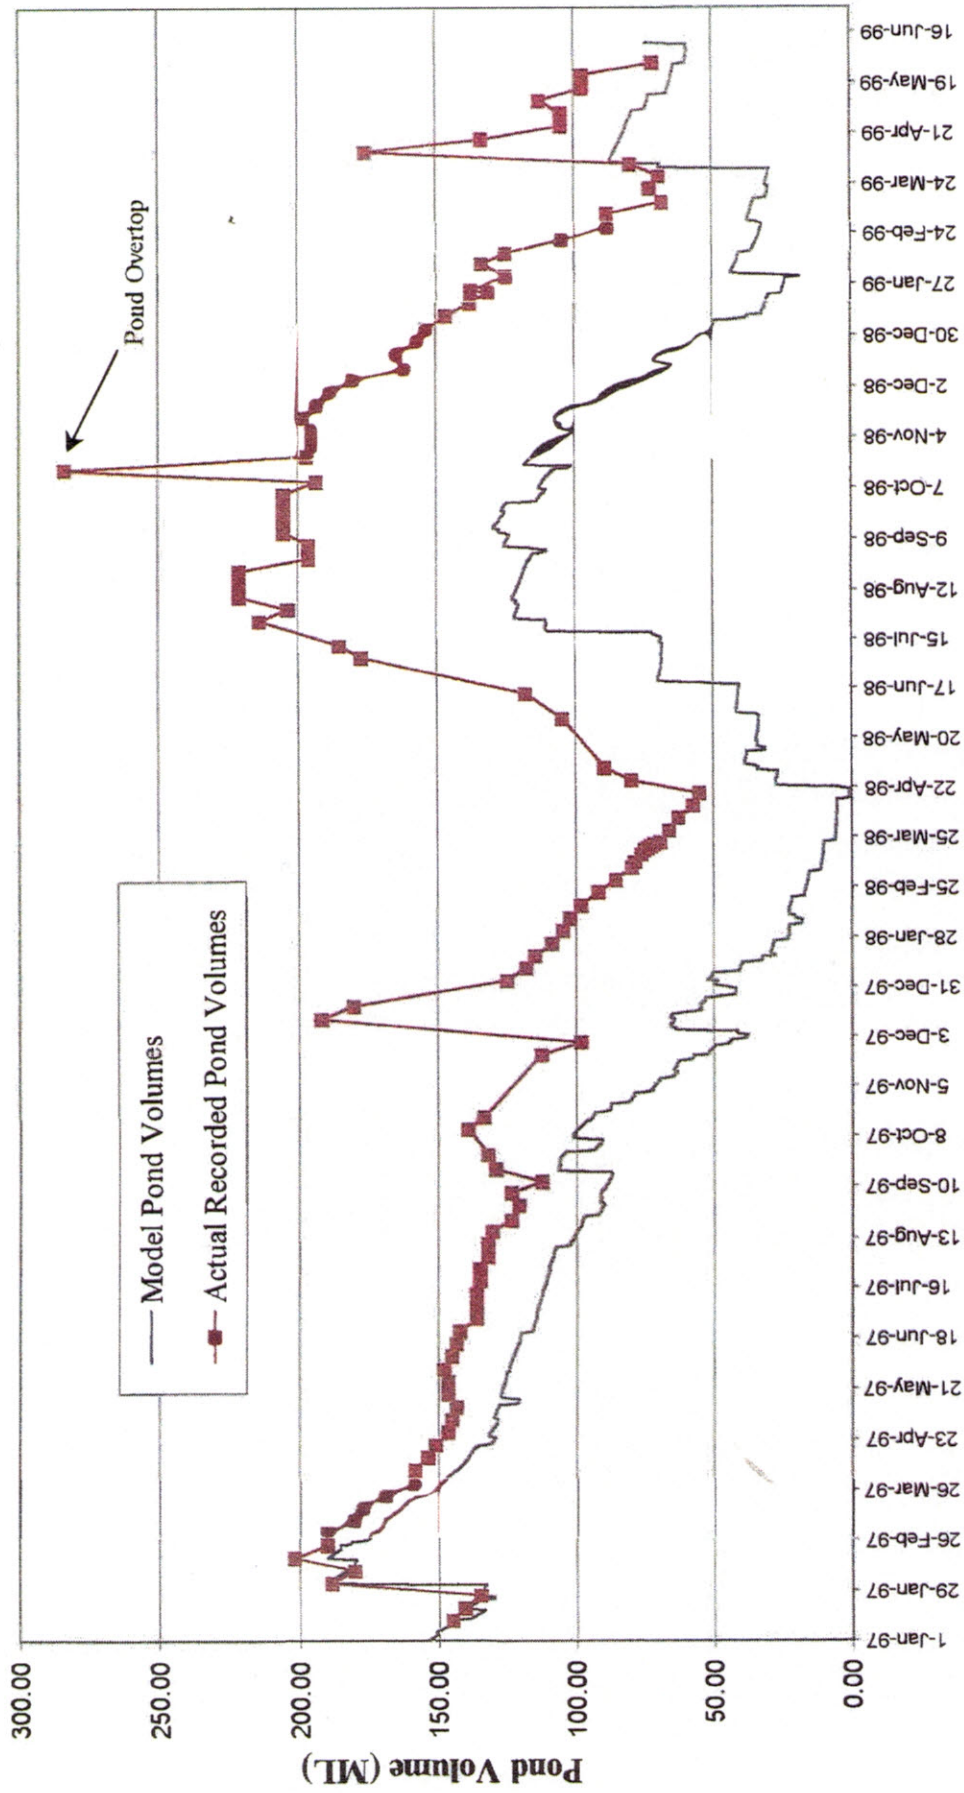 Pond Overtop
Model Pond Volumes
Actual Recorded Pond Volumes
Pond Volume (ML)
300.00
250.00
200.00
150.00
100.00
50.00
0.00
1-Jan-97
29-Jan-97
26-Feb-97
26-Mar-97
23-Apr-97
21-May-97
18-Jun-97
16-Jul-97
13-Aug-97
10-Sep-97
8-Oct-97
5-Nov-97
3-Dec-97
31-Dec-97
28-Jan-98
25-Feb-98
25-Mar-98
22-Apr-98
20-May-98
17-Jun-98
15-Jul-98
12-Aug-98
9-Sep-98
7-Oct-98
4-Nov-98
2-Dec-98
30-Dec-98
27-Jan-99
24-Feb-99
24-Mar-99
21-Apr-99
19-May-99
16-Jun-99